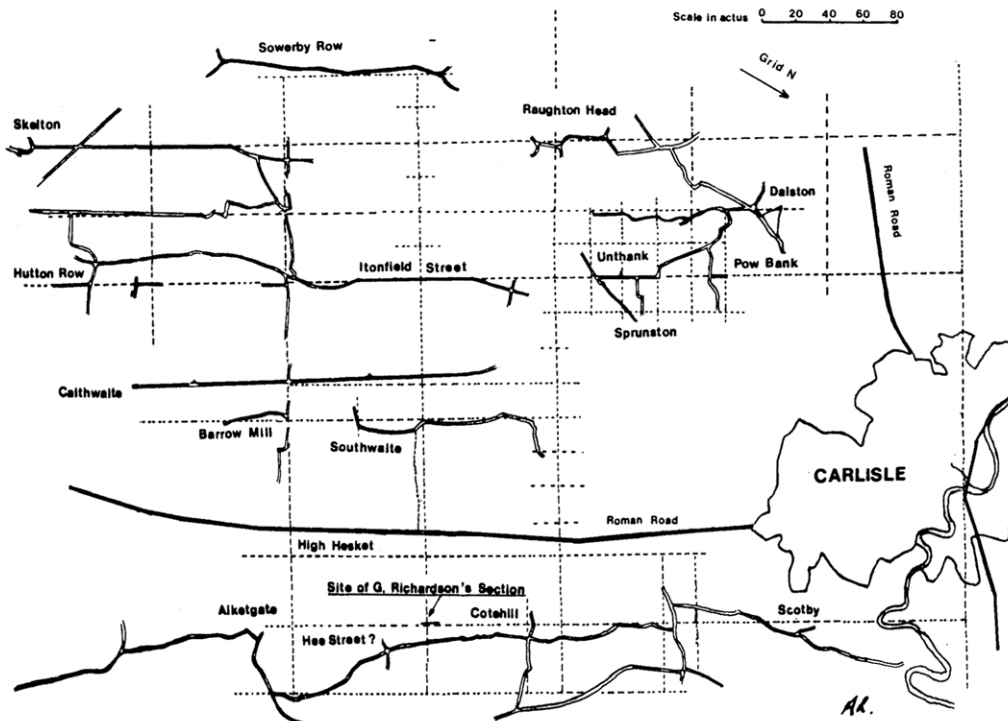 Scale in actus 0 20 40 60 80
Grid N
Sowerby Row
Skelton
Raughton Head
Roman Road
Dalston
Hutton Row
Itonfield Street
Unthank
Pow Bank
Sprunston
Calthwaite
Barrow Mill
Southwaite
CARLISLE
Roman Road
High Hesket
Site of G. Richardson's Section
Alketgate
Cotehill
Scotby
Hee Street?